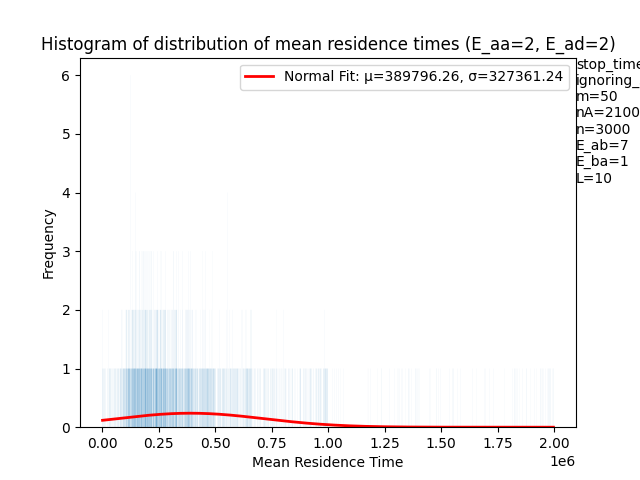 Histogram of distribution of mean residence times (E_aa=2, E_ad=2)
Normal Fit: μ=389796.26, σ=327361.24
stop_time
ignoring_
m=50
nA=2100
n=3000
E_ab=7
E_ba=1
L=10
Frequency
6
5
4
3
2
1
0
0.00 0.25 0.50 0.75 1.00 1.25 1.50 1.75 2.00
1e6
Mean Residence Time